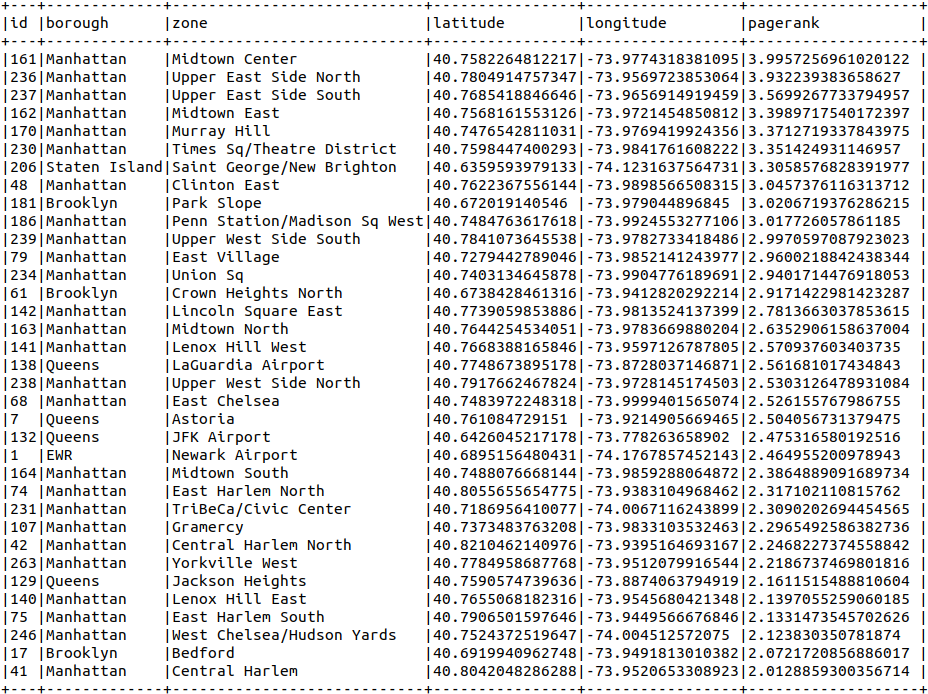 +---+-------------+--------------------------+----------------+-----------------+------------------+
|id |borough      |zone                      |latitude        |longitude        |pagerank          |
+---+-------------+--------------------------+----------------+-----------------+------------------+
|161|Manhattan    |Midtown Center            |40.7582264812217|-73.9774318381095|3.9957256961020122|
|236|Manhattan    |Upper East Side North     |40.7804914757347|-73.9569723853064|3.932239383658627 |
|237|Manhattan    |Upper East Side South     |40.7685418846646|-73.9656914919459|3.5699267733794957|
|162|Manhattan    |Midtown East              |40.7568161553126|-73.9721454850812|3.3989717540172397|
|170|Manhattan    |Murray Hill               |40.7476542811031|-73.9769419924356|3.3712719337843975|
|230|Manhattan    |Times Sq/Theatre District |40.7598447400293|-73.9841761608222|3.351424931146957 |
|206|Staten Island|Saint George/New Brighton |40.6359593979133|-74.1231637564731|3.3058576828391977|
|48 |Manhattan    |Clinton East              |40.7622367556144|-73.9898566508315|3.0457376116313712|
|181|Brooklyn     |Park Slope                |40.672019140546 |-73.979044896845 |3.0206719376286215|
|186|Manhattan    |Penn Station/Madison Sq West|40.7484763617618|-73.9924553277106|3.017726057861185 |
|239|Manhattan    |Upper West Side South     |40.7841073645538|-73.9782733418486|2.9970597087923023|
|79 |Manhattan    |East Village              |40.7279442789046|-73.9852141243977|2.9600218842438344|
|234|Manhattan    |Union Sq                  |40.7403134645878|-73.9904776189691|2.9401714476918053|
|61 |Brooklyn     |Crown Heights North       |40.6738428461316|-73.9412820292214|2.9171422981423287|
|142|Manhattan    |Lincoln Square East       |40.7739059853886|-73.9813524137399|2.7813663037853615|
|163|Manhattan    |Midtown North             |40.7644254534051|-73.9783669880204|2.6352906158637004|
|141|Manhattan    |Lenox Hill West           |40.7668388165846|-73.9597126787805|2.570937603403735 |
|138|Queens       |LaGuardia Airport         |40.7748673895178|-73.8728037146871|2.561681017434843 |
|238|Manhattan    |Upper West Side North     |40.7917662467824|-73.9728145174503|2.5303126478931084|
|68 |Manhattan    |East Chelsea              |40.7483972248318|-73.9999401565074|2.526155767986755 |
|7  |Queens       |Astoria                   |40.761084729151 |-73.9214905669465|2.504056731379475 |
|132|Queens       |JFK Airport               |40.6426045217178|-73.778263658902 |2.475316580192516 |
|1  |EWR          |Newark Airport            |40.6895156480431|-74.1767857452143|2.464955200978943 |
|164|Manhattan    |Midtown South             |40.7488076668144|-73.9859288064872|2.3864889091689734|
|74 |Manhattan    |East Harlem North         |40.8055655654775|-73.9383104968462|2.317102110815762 |
|231|Manhattan    |TriBeCa/Civic Center      |40.7186956410077|-74.0067116243899|2.3090202694454565|
|107|Manhattan    |Gramercy                  |40.7373483763208|-73.9833103532463|2.2965492586382736|
|42 |Manhattan    |Central Harlem North      |40.8210462140976|-73.9395164693167|2.2468227374558842|
|263|Manhattan    |Yorkville West            |40.7784958687768|-73.9512079916544|2.2186737469801816|
|129|Queens       |Jackson Heights           |40.7590574739636|-73.8874063794919|2.1611515488810604|
|140|Manhattan    |Lenox Hill East           |40.7655068182316|-73.9545680421348|2.1397055259060185|
|75 |Manhattan    |East Harlem South         |40.7906501597646|-73.9449566676846|2.1331473545702626|
|246|Manhattan    |West Chelsea/Hudson Yards |40.7524372519647|-74.004512572075 |2.123830350781874 |
|17 |Brooklyn     |Bedford                   |40.6919940962748|-73.9491813010382|2.0721720856886017|
|41 |Manhattan    |Central Harlem            |40.8042048286288|-73.9520653308923|2.0128859300356714|
+---+-------------+--------------------------+----------------+-----------------+------------------+